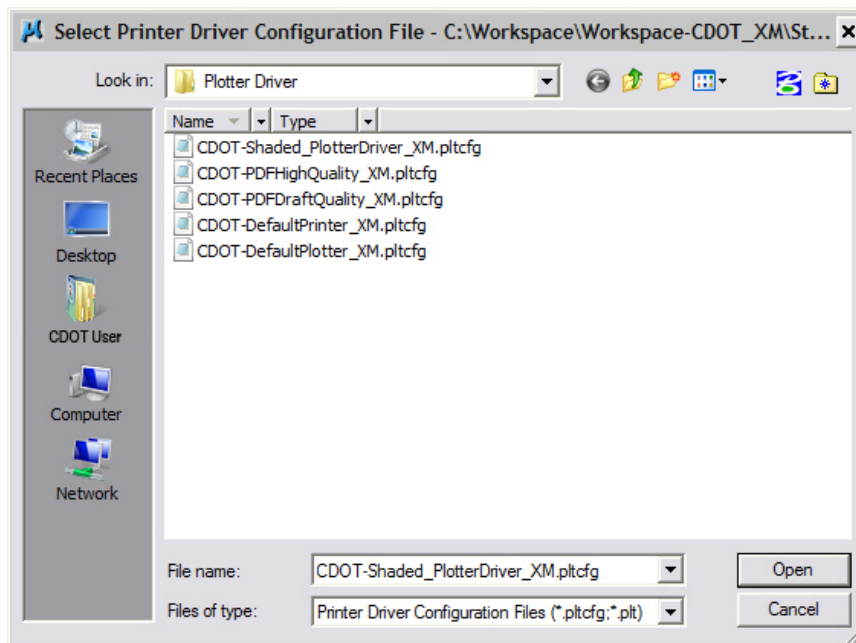 Select Printer Driver Configuration File - C:\Workspace\Workspace-CDOT_XM\St...
Look in: Plotter Driver
Name Type
CDOT-Shaded_PlotterDriver_XM.pltcfg
CDOT-PDFHighQuality_XM.pltcfg
CDOT-PDFDraftQuality_XM.pltcfg
CDOT-DefaultPrinter_XM.pltcfg
CDOT-DefaultPlotter_XM.pltcfg
Recent Places
Desktop
CDOT User
Computer
Network
File name: CDOT-Shaded_PlotterDriver_XM.pltcfg Open
Files of type: Printer Driver Configuration Files (*.pltcfg;*.plt) Cancel